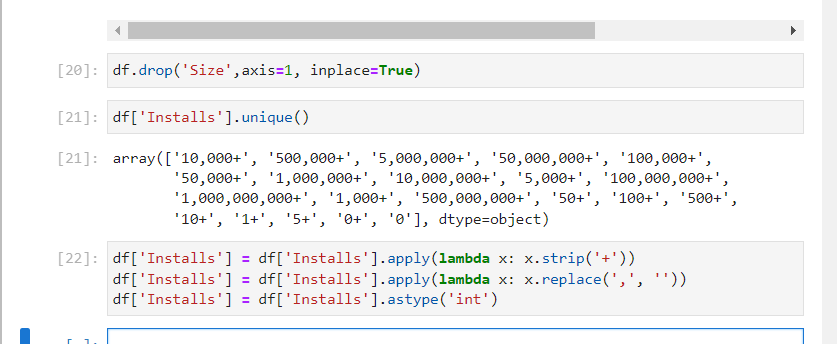 [20]: df.drop('Size',axis=1, inplace=True)
[21]: df['Installs'].unique()
[21]: array(['10,000+', '500,000+', '5,000,000+', '50,000,000+', '100,000+',
'50,000+', '1,000,000+', '10,000,000+', '5,000+', '100,000,000+',
'1,000,000,000+', '1,000+', '500,000,000+', '50+', '100+', '500+',
'10+', '1+', '5+', '0+', '0'], dtype=object)
[22]: df['Installs'] = df['Installs'].apply(lambda x: x.strip('+'))
df['Installs'] = df['Installs'].apply(lambda x: x.replace(',', ''))
df['Installs'] = df['Installs'].astype('int')
[ ]: